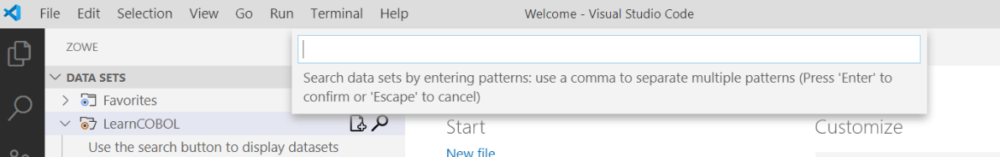 File Edit Selection View Go Run Terminal Help Welcome - Visual Studio Code
ZOWE
DATA SETS
Favorites
LearnCOBOL
Use the search button to display datasets
Search data sets by entering patterns: use a comma to separate multiple patterns (Press 'Enter' to
confirm or 'Escape' to cancel)
Start
New file
Customize